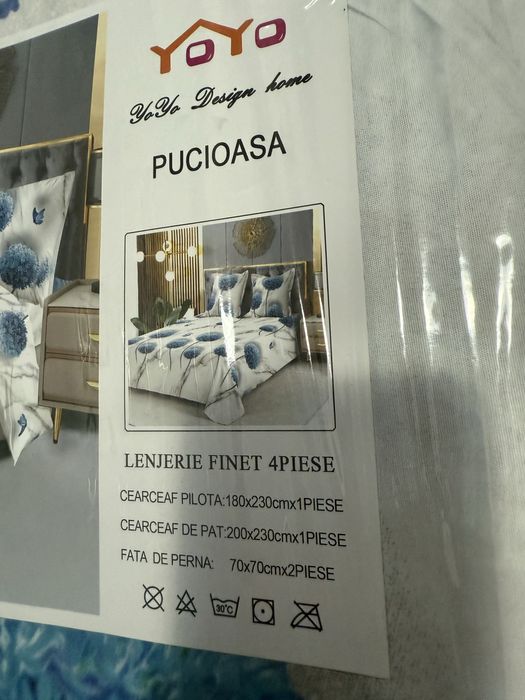 YOYO
YoYo Design home
PUCIOASA
LENJERIE FINET 4PIESE
CEARCEAF PILOTA:180x230cmx1PIESE
CEARCEAF DE PAT:200x230cmx1PIESE
FATA DE PERNA: 70x70cmx2PIESE
30°C